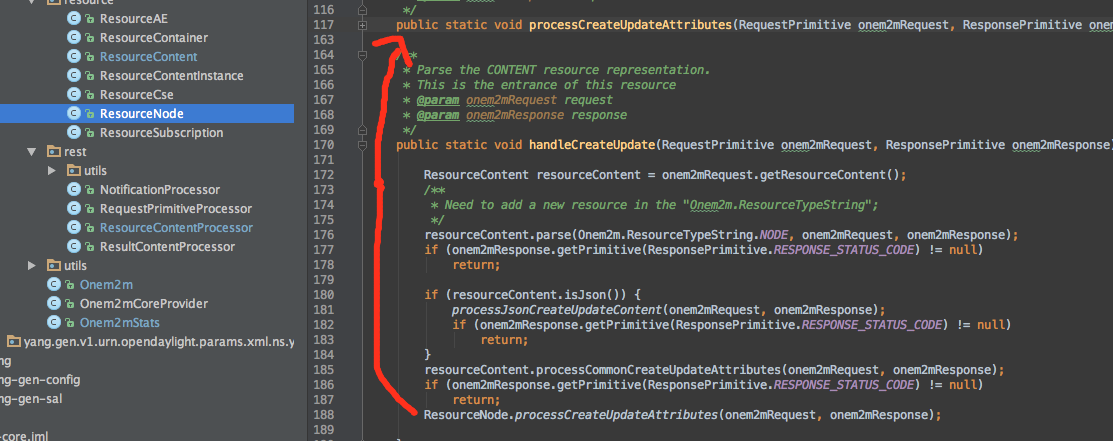 resource
ResourceAE
ResourceContainer
ResourceContent
ResourceContentInstance
ResourceCse
ResourceNode
ResourceSubscription
rest
utils
NotificationProcessor
RequestPrimitiveProcessor
ResourceContentProcessor
ResultContentProcessor
utils
Onem2m
Onem2mCoreProvider
Onem2mStats
yang.gen.v1.urn.opendaylight.params.xml.ns.y
ng
ng-gen-config
ng-gen-sal
-core.iml
116 */
117 public static void processCreateUpdateAttributes(RequestPrimitive onem2mRequest, ResponsePrimitive onem
163
164 /**
165 * Parse the CONTENT resource representation.
166 * This is the entrance of this resource
167 * @param onem2mRequest request
168 * @param onem2mResponse response
169 */
170 public static void handleCreateUpdate(RequestPrimitive onem2mRequest, ResponsePrimitive onem2mResponse)
171
172 ResourceContent resourceContent = onem2mRequest.getResourceContent();
173 /**
174 * Need to add a new resource in the "Onem2m.ResourceTypeString";
175 */
176 resourceContent.parse(Onem2m.ResourceTypeString.NODE, onem2mRequest, onem2mResponse);
177 if (onem2mResponse.getPrimitive(ResponsePrimitive.RESPONSE_STATUS_CODE) != null)
178 return;
179
180 if (resourceContent.isJson()) {
181 processJsonCreateUpdateContent(onem2mRequest, onem2mResponse);
182 if (onem2mResponse.getPrimitive(ResponsePrimitive.RESPONSE_STATUS_CODE) != null)
183 return;
184 }
185 resourceContent.processCommonCreateUpdateAttributes(onem2mRequest, onem2mResponse);
186 if (onem2mResponse.getPrimitive(ResponsePrimitive.RESPONSE_STATUS_CODE) != null)
187 return;
188 ResourceNode.processCreateUpdateAttributes(onem2mRequest, onem2mResponse);
189